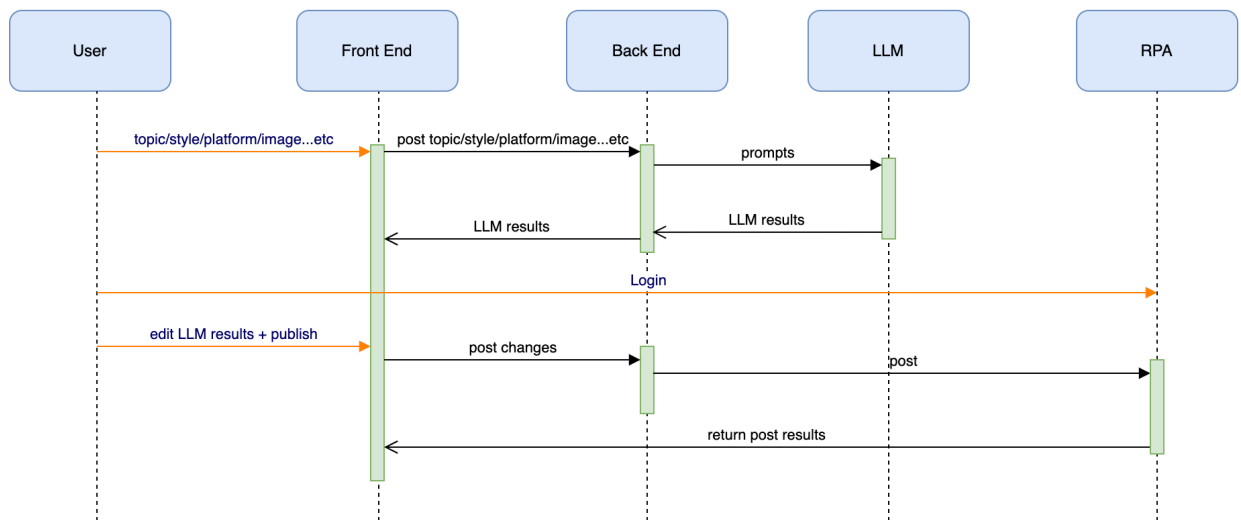 User
Front End
Back End
LLM
RPA
topic/style/platform/image...etc
post topic/style/platform/image...etc
prompts
LLM results
LLM results
Login
edit LLM results + publish
post changes
post
return post results